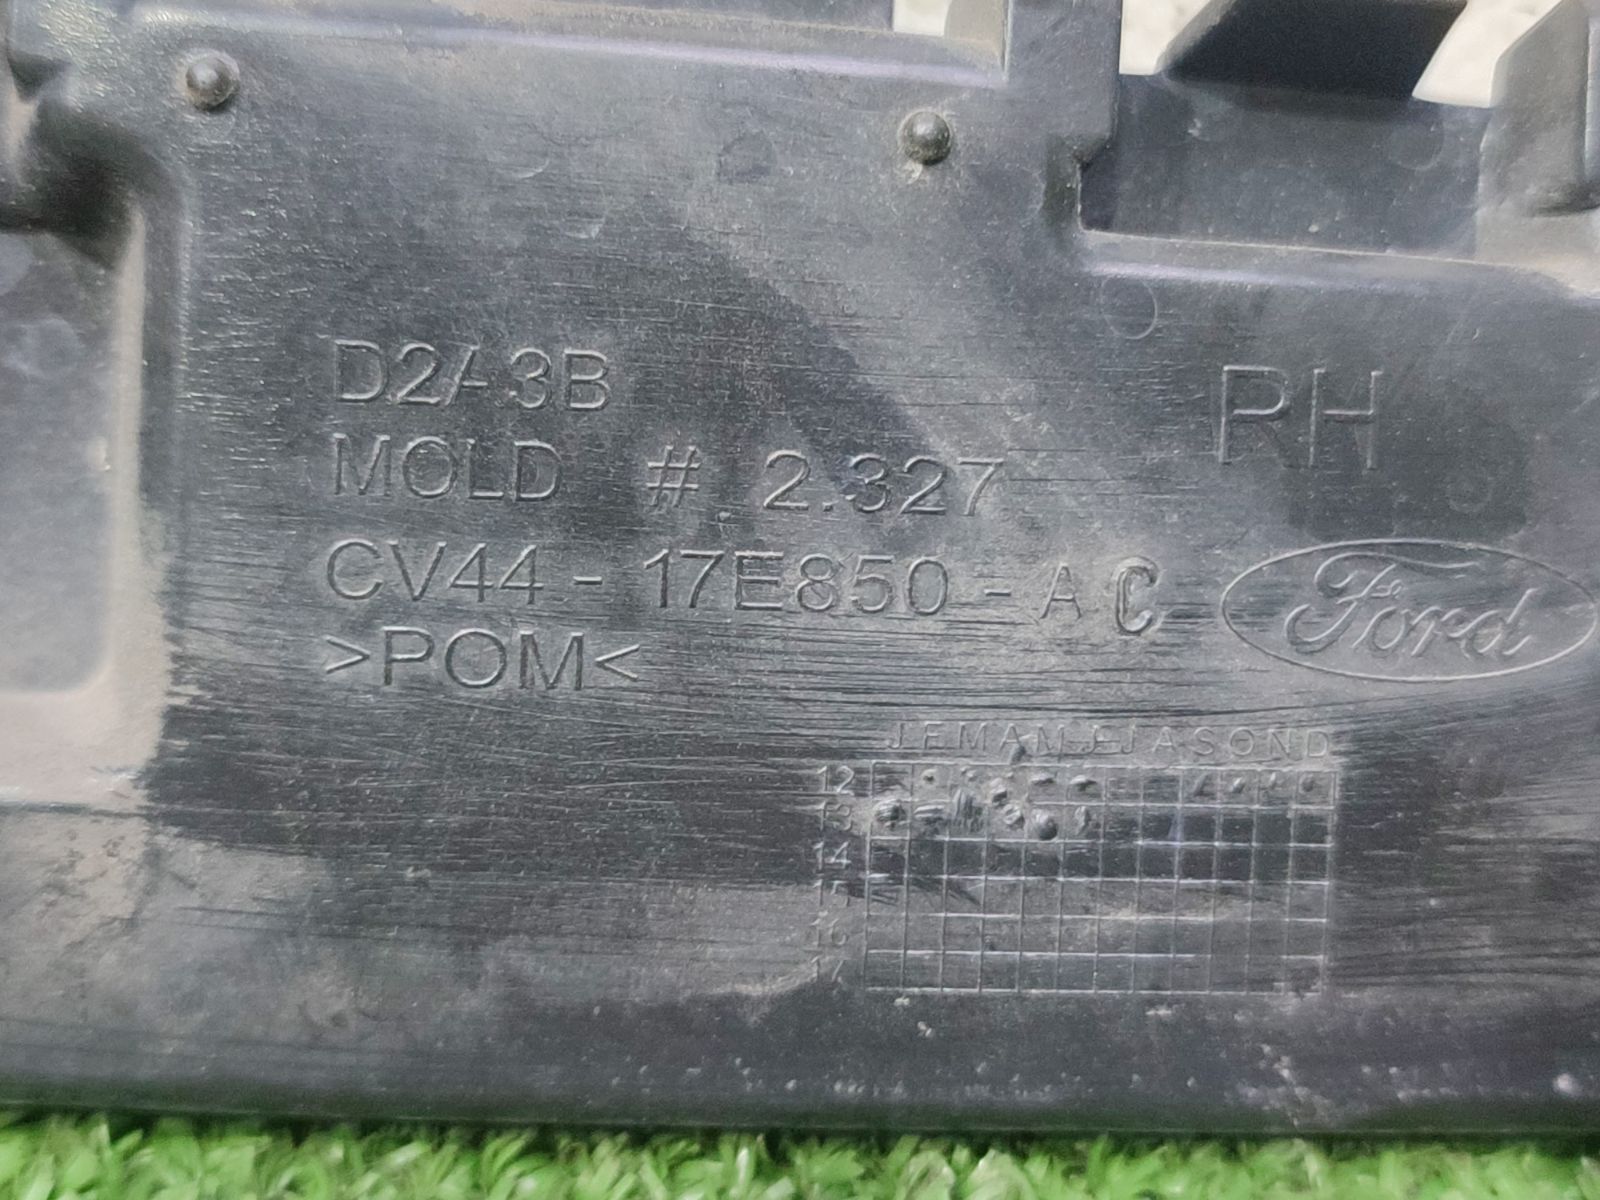 D2A3B
RH
MOLD # 2.327
CV44 - 17E850 - AC
Ford
>POM<
J F M A M J J A S O N D
12
13
14
15
16
17